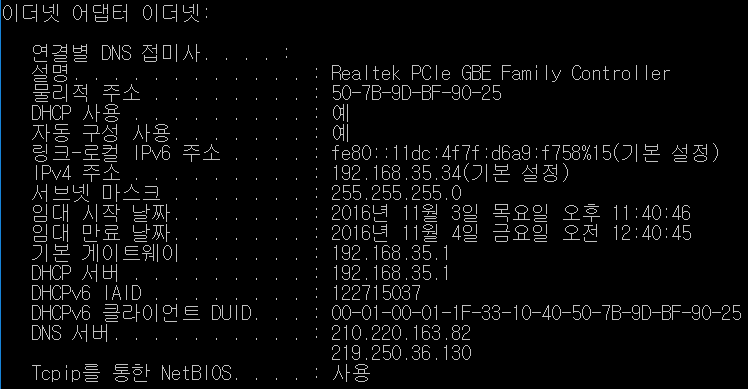 이더넷 어댑터 이더넷:
연결별 DNS 접미사. . . . :
설명. . . . . . . . . . . . : Realtek PCIe GBE Family Controller
물리적 주소 . . . . . . . . : 50-7B-9D-BF-90-25
DHCP 사용 . . . . . . . . . : 예
자동 구성 사용. . . . . . . : 예
링크-로컬 IPv6 주소 . . . . : fe80::11dc:4f7f:d6a9:f758%15(기본 설정)
IPv4 주소 . . . . . . . . . : 192.168.35.34(기본 설정)
서브넷 마스크 . . . . . . . : 255.255.255.0
임대 시작 날짜. . . . . . . : 2016년 11월 3일 목요일 오후 11:40:46
임대 만료 날짜. . . . . . . : 2016년 11월 4일 금요일 오전 12:40:45
기본 게이트웨이 . . . . . . : 192.168.35.1
DHCP 서버 . . . . . . . . . : 192.168.35.1
DHCPv6 IAID . . . . . . . . : 122715037
DHCPv6 클라이언트 DUID. . . : 00-01-00-01-1F-33-10-40-50-7B-9D-BF-90-25
DNS 서버. . . . . . . . . . : 210.220.163.82
219.250.36.130
Tcpip를 통한 NetBIOS. . . . : 사용